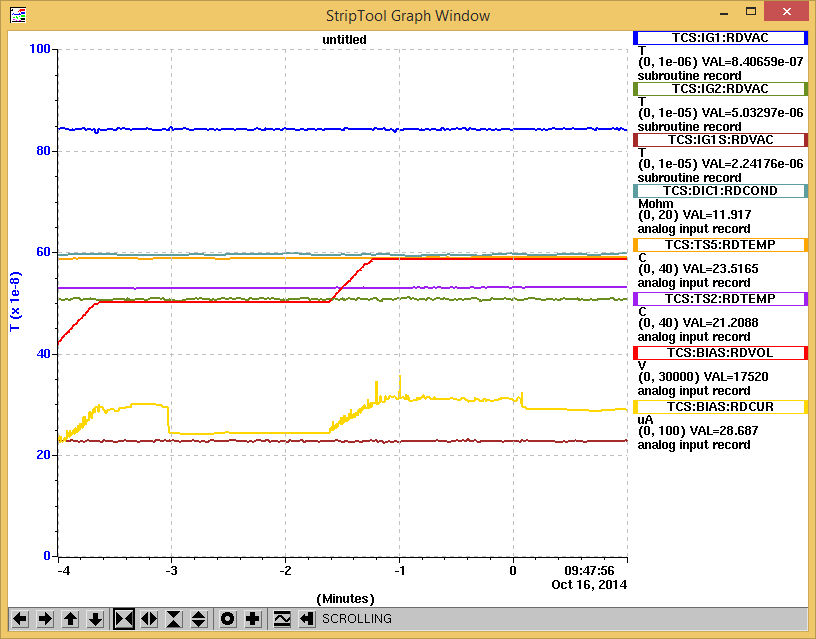 StripTool Graph Window
untitled
100
80
60
40
20
0
T (x 1e-8)
-4
-3
-2
-1
0
09:47:56
Oct 16, 2014
(Minutes)
TCS:IG1:RDVAC
T
(0, 1e-06) VAL=8.40659e-07
subroutine record
TCS:IG2:RDVAC
T
(0, 1e-05) VAL=5.03297e-06
subroutine record
TCS:IG1S:RDVAC
T
(0, 1e-05) VAL=2.24176e-06
subroutine record
TCS:DIC1:RDCOND
Mohm
(0, 20) VAL=11.917
analog input record
TCS:TS5:RDTEMP
C
(0, 40) VAL=23.5165
analog input record
TCS:TS2:RDTEMP
C
(0, 40) VAL=21.2088
analog input record
TCS:BIAS:RDVOL
V
(0, 30000) VAL=17520
analog input record
TCS:BIAS:RDCUR
uA
(0, 100) VAL=28.687
analog input record
SCROLLING